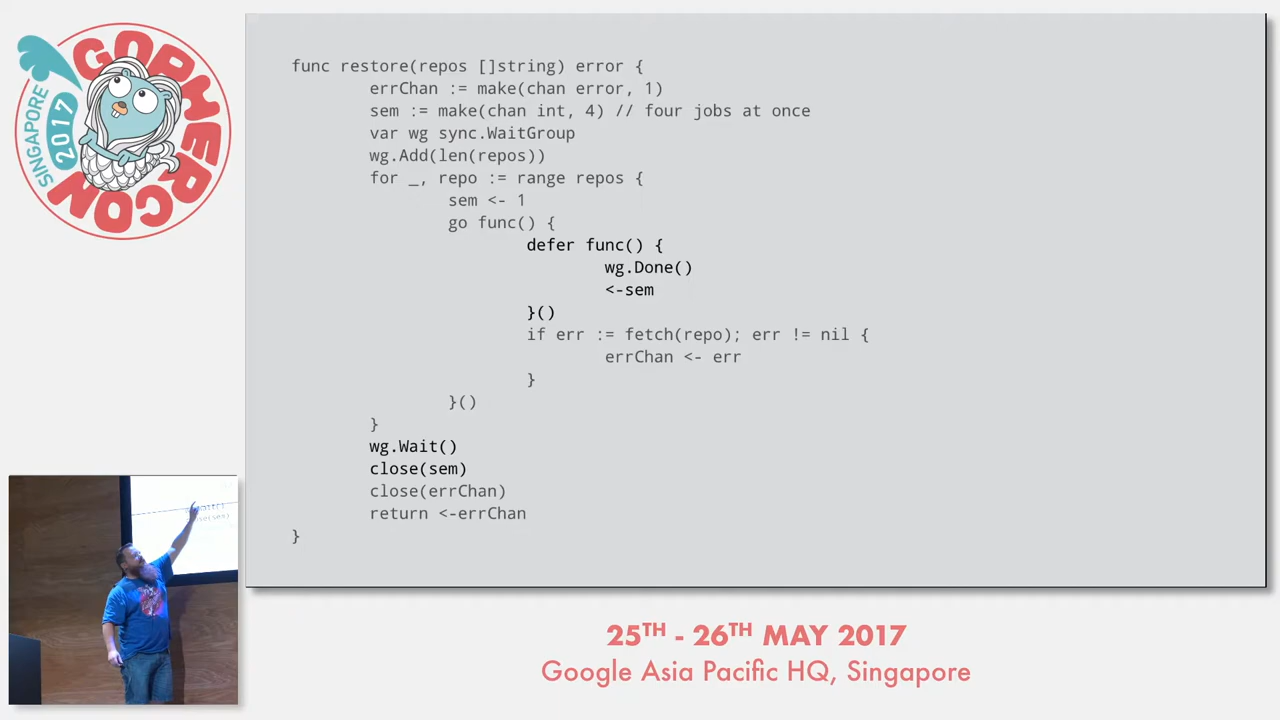 GOPHERCON
SINGAPORE
2017
func restore(repos []string) error {
errChan := make(chan error, 1)
sem := make(chan int, 4) // four jobs at once
var wg sync.WaitGroup
wg.Add(len(repos))
for _, repo := range repos {
sem <- 1
go func() {
defer func() {
wg.Done()
<-sem
}()
if err := fetch(repo); err != nil {
errChan <- err
}
}()
}
wg.Wait()
close(sem)
close(errChan)
return <-errChan
}
25TH - 26TH MAY 2017
Google Asia Pacific HQ, Singapore